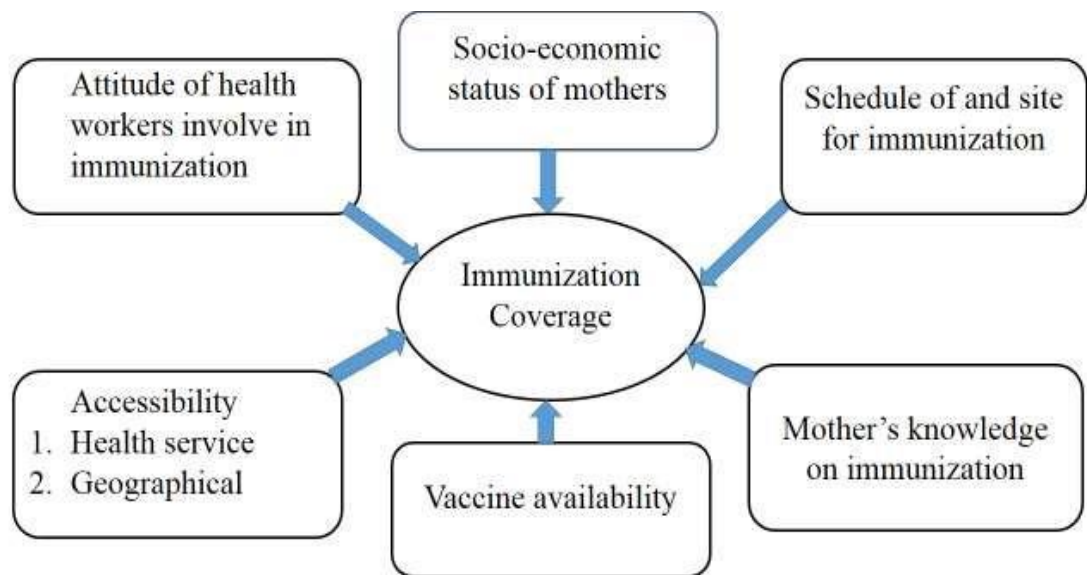 Attitude of health
workers involve in
immunization
Socio-economic
status of mothers
Schedule of and site
for immunization
Immunization
Coverage
Accessibility
1. Health service
2. Geographical
Vaccine availability
Mother’s knowledge
on immunization